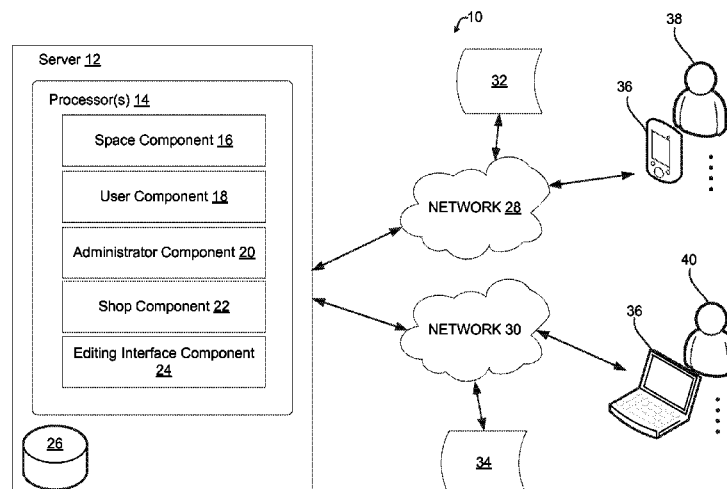 Server 12
Processor(s) 14
Space Component 16
User Component 18
Administrator Component 20
Shop Component 22
Editing Interface Component
24
26
10
32
NETWORK 28
36
38
NETWORK 30
34
36
40